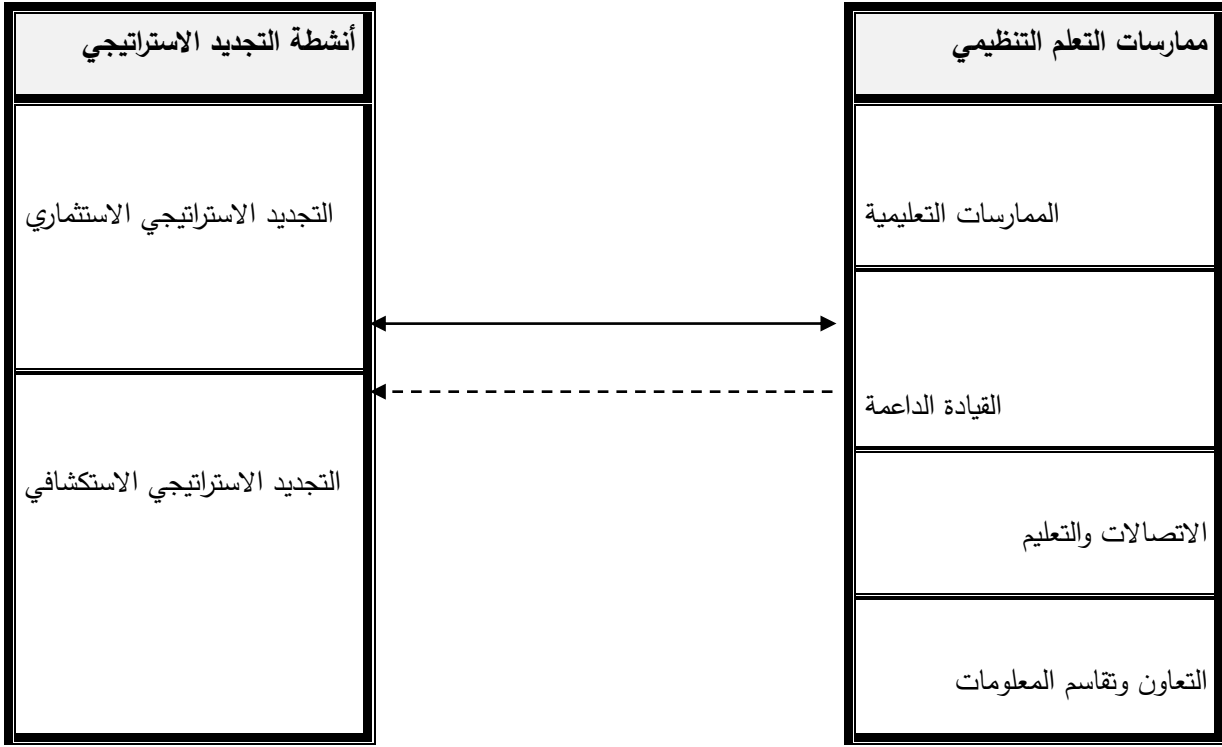 ممارسات التعلم التنظيمي
الممارسات التعليمية
القيادة الداعمة
الاتصالات والتعليم
التعاون وتقاسم المعلومات
أنشطة التجديد الاستراتيجي
التجديد الاستراتيجي الاستثماري
التجديد الاستراتيجي الاستكشافي